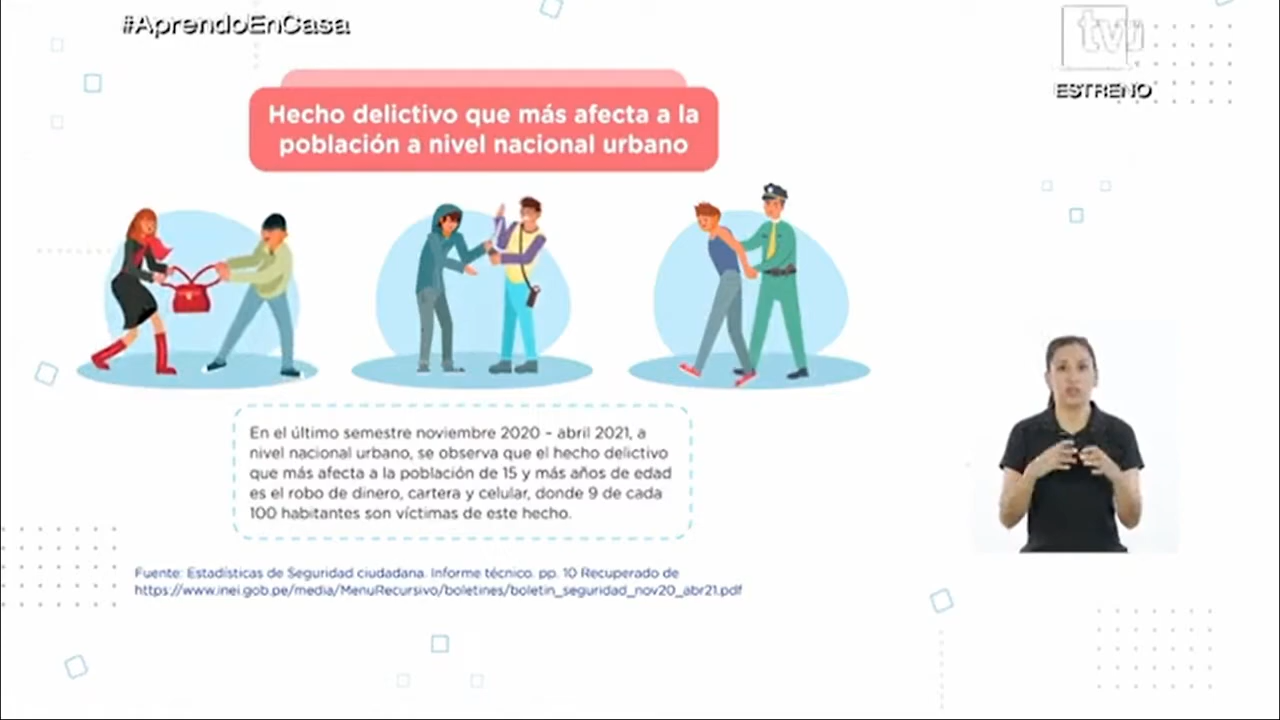 #AprendoEnCasa
tv
ESTRENO
Hecho delictivo que más afecta a la
población a nivel nacional urbano
En el último semestre noviembre 2020 – abril 2021, a
nivel nacional urbano, se observa que el hecho delictivo
que más afecta a la población de 15 y más años de edad
es el robo de dinero, cartera y celular, donde 9 de cada
100 habitantes son víctimas de este hecho.
Fuente: Estadísticas de Seguridad ciudadana. Informe técnico. pp. 10 Recuperado de
https://www.inei.gob.pe/media/MenuRecursivo/boletines/boletin_seguridad_nov20_abr21.pdf